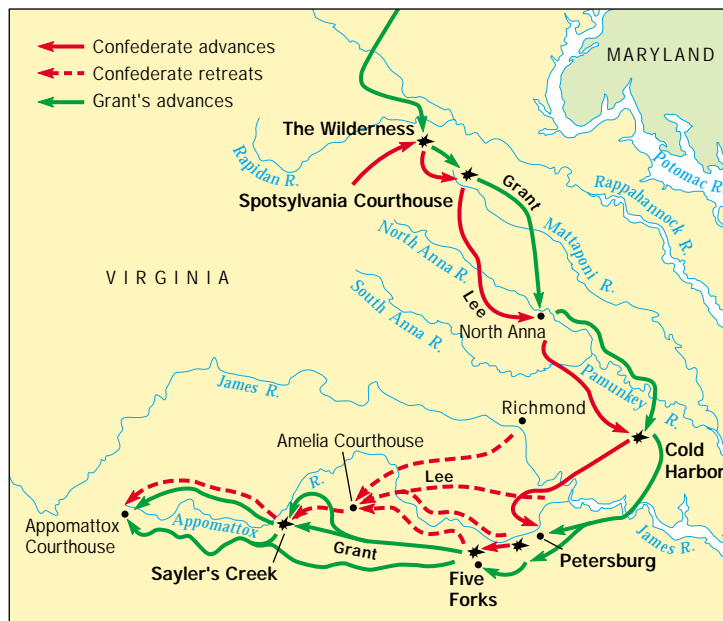 Confederate advances
Confederate retreats
Grant's advances
MARYLAND
The Wilderness
Rapidan R.
Spotsylvania Courthouse
Grant
Potomac R.
Rappahannock R.
Mattaponi R.
North Anna R.
VIRGINIA
South Anna R.
Lee
North Anna
Pamunkey R.
James R.
Richmond
Amelia Courthouse
Cold
Harbor
Lee
R.
Appomattox
Courthouse
Appomattox
Sayler's Creek
Grant
Five
Forks
Petersburg
James R.